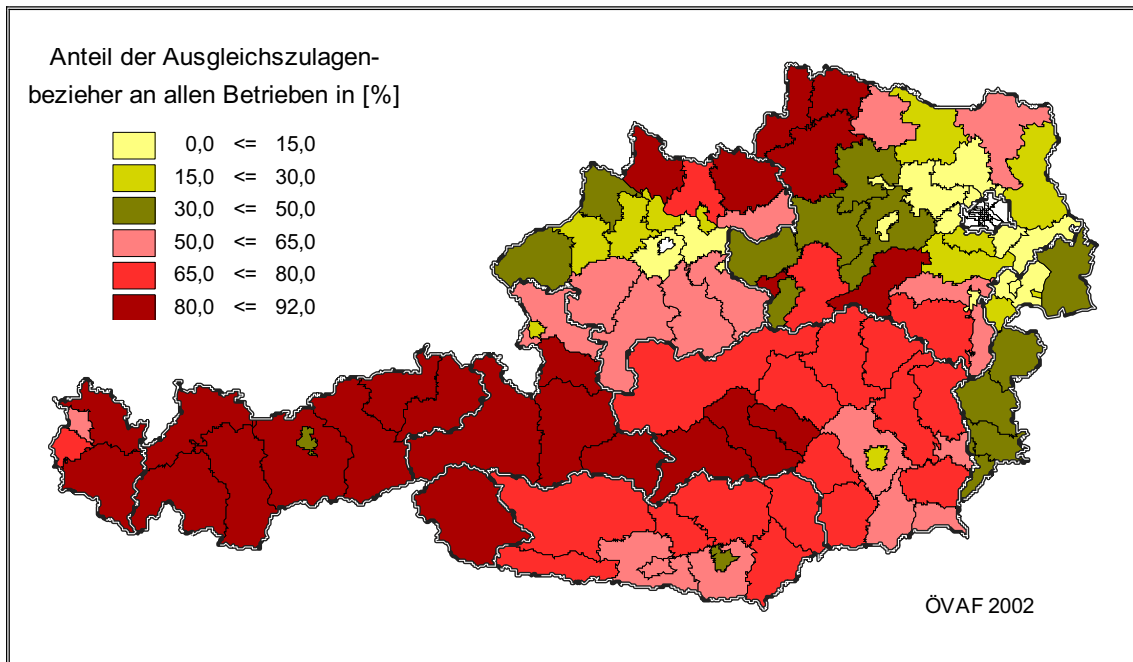 Anteil der Ausgleichszulagen-
bezieher an allen Betrieben in [%]
0,0 <= 15,0
15,0 <= 30,0
30,0 <= 50,0
50,0 <= 65,0
65,0 <= 80,0
80,0 <= 92,0
ÖVAF 2002